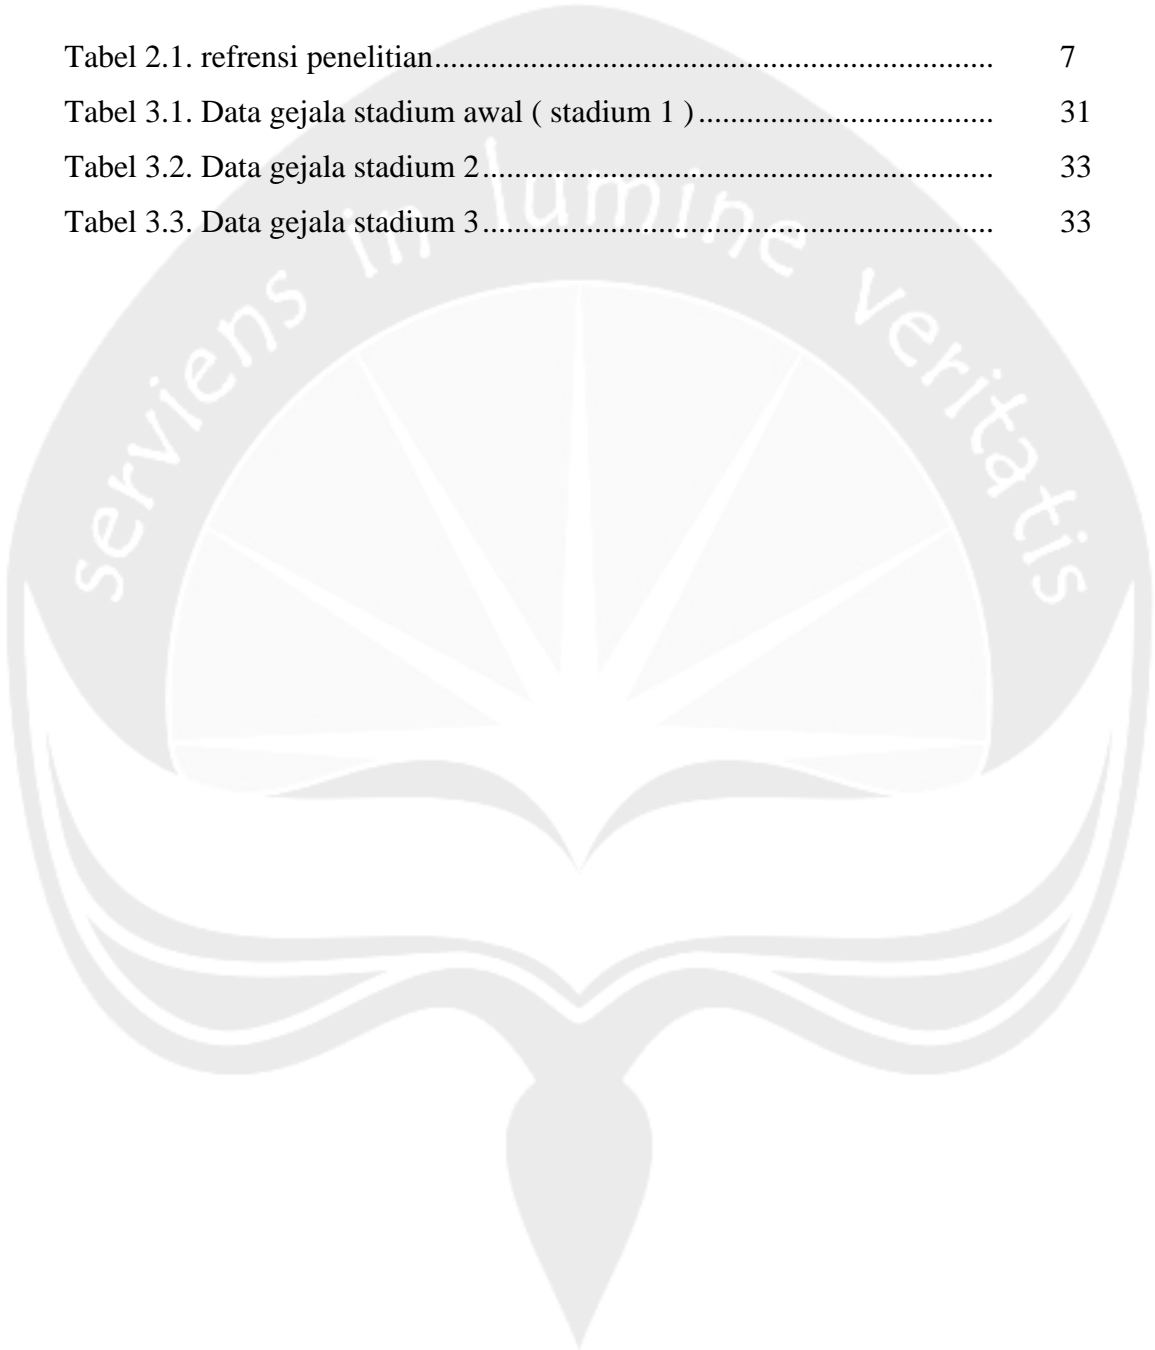 Tabel 2.1. refrensi penelitian.................................................................... 7
Tabel 3.1. Data gejala stadium awal ( stadium 1 ).................................... 31
Tabel 3.2. Data gejala stadium 2.............................................................. 33
Tabel 3.3. Data gejala stadium 3.............................................................. 33
serviens in lumine veritatis